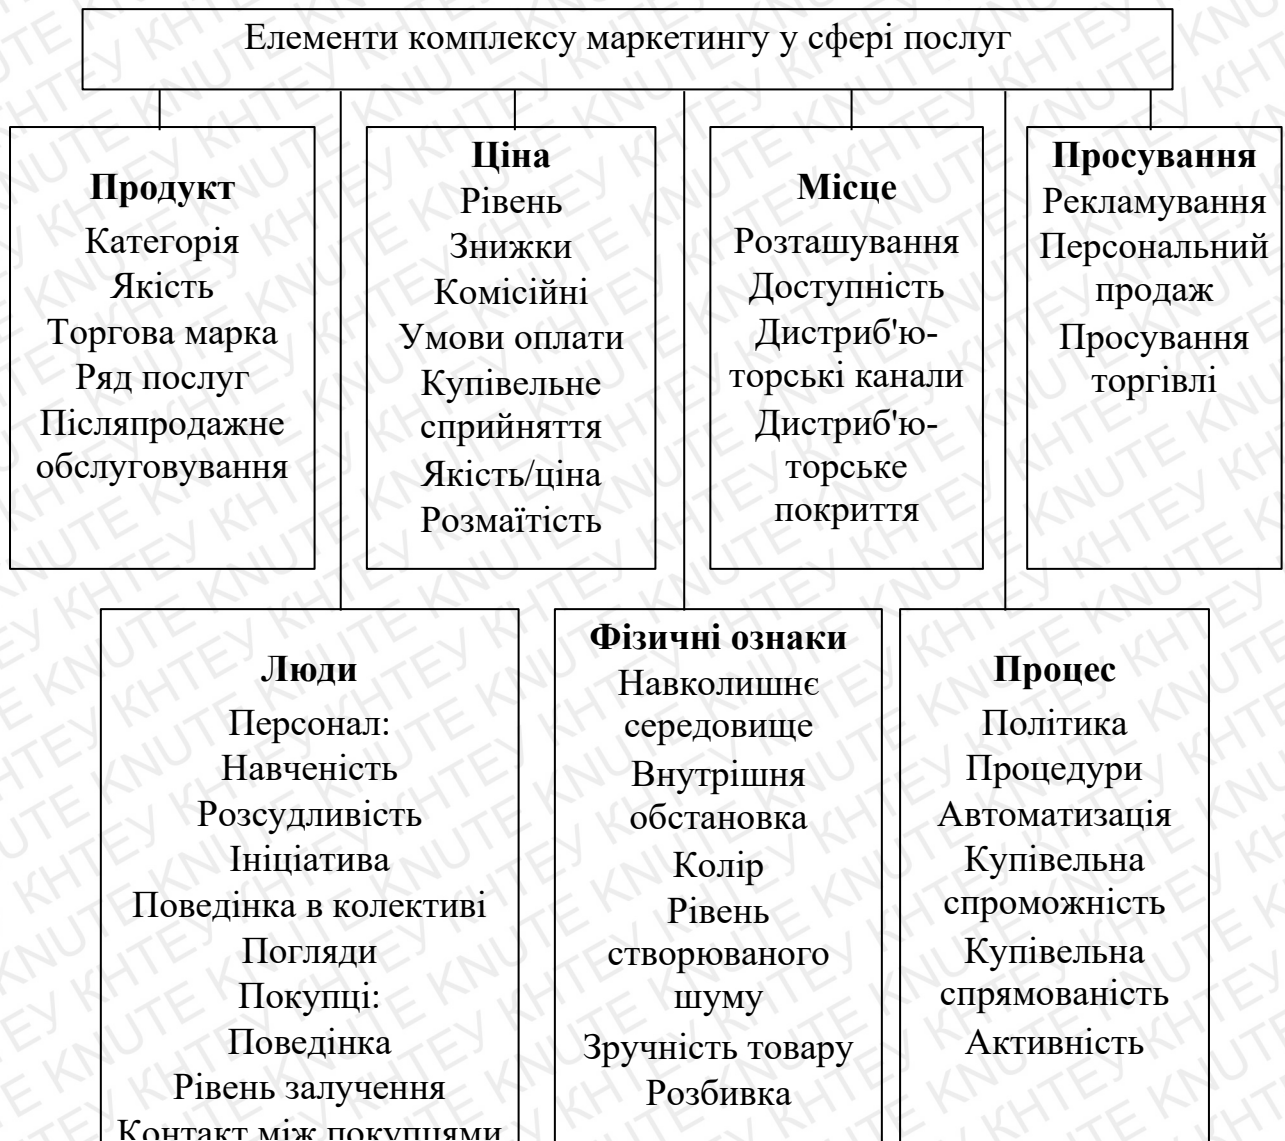 Елементи комплексу маркетингу у сфері послуг
Продукт
Категорія
Якість
Торгова марка
Ряд послуг
Післяпродажне
обслуговування
Ціна
Рівень
Знижки
Комісійні
Умови оплати
Купівельне
сприйняття
Якість/ціна
Розмаїтість
Місце
Розташування
Доступність
Дистриб'ю-
торські канали
Дистриб'ю-
торське
покриття
Просування
Рекламування
Персональний
продаж
Просування
торгівлі
Люди
Персонал:
Навченість
Розсудливість
Ініціатива
Поведінка в колективі
Погляди
Покупці:
Поведінка
Рівень залучення
Контакт між покупцями
Фізичні ознаки
Навколишнє
середовище
Внутрішня
обстановка
Колір
Рівень
створюваного
шуму
Зручність товару
Розбивка
Процес
Політика
Процедури
Автоматизація
Купівельна
спроможність
Купівельна
спрямованість
Активність